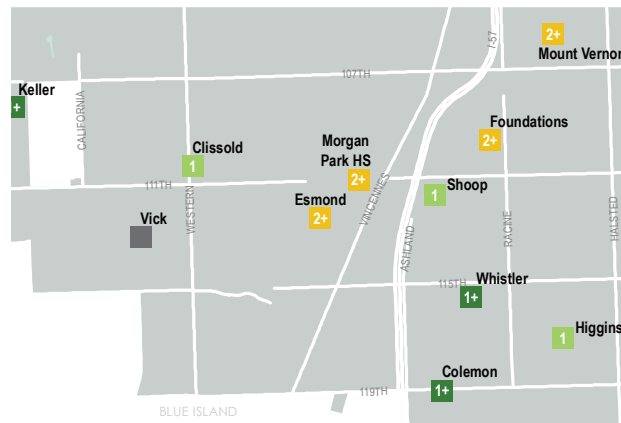 2+
Mount Vernon
I-57
107TH
Keller
+
CALIFORNIA
Foundations
2+
Clissold
1
Morgan
Park HS
2+
111TH
Shoop
1
Esmond
2+
VINCENNES
WESTERN
Vick
RACINE
HALSTED
ASHLAND
Whistler
115TH
1+
Higgins
1
Colemon
1+
119TH
BLUE ISLAND